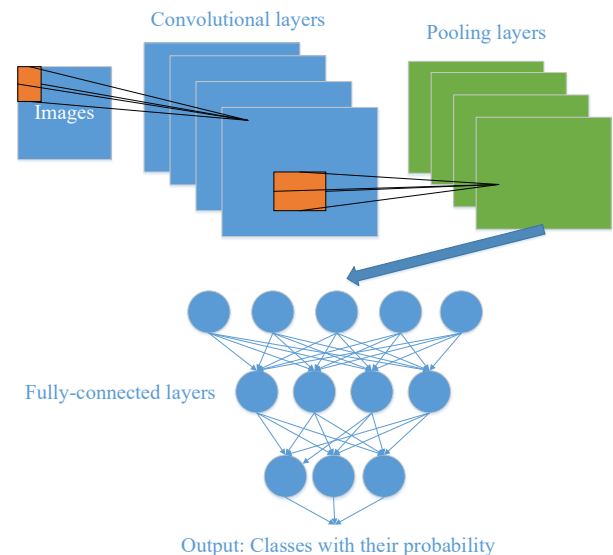 Convolutional layers
Pooling layers
Images
Fully-connected layers
Output: Classes with their probability